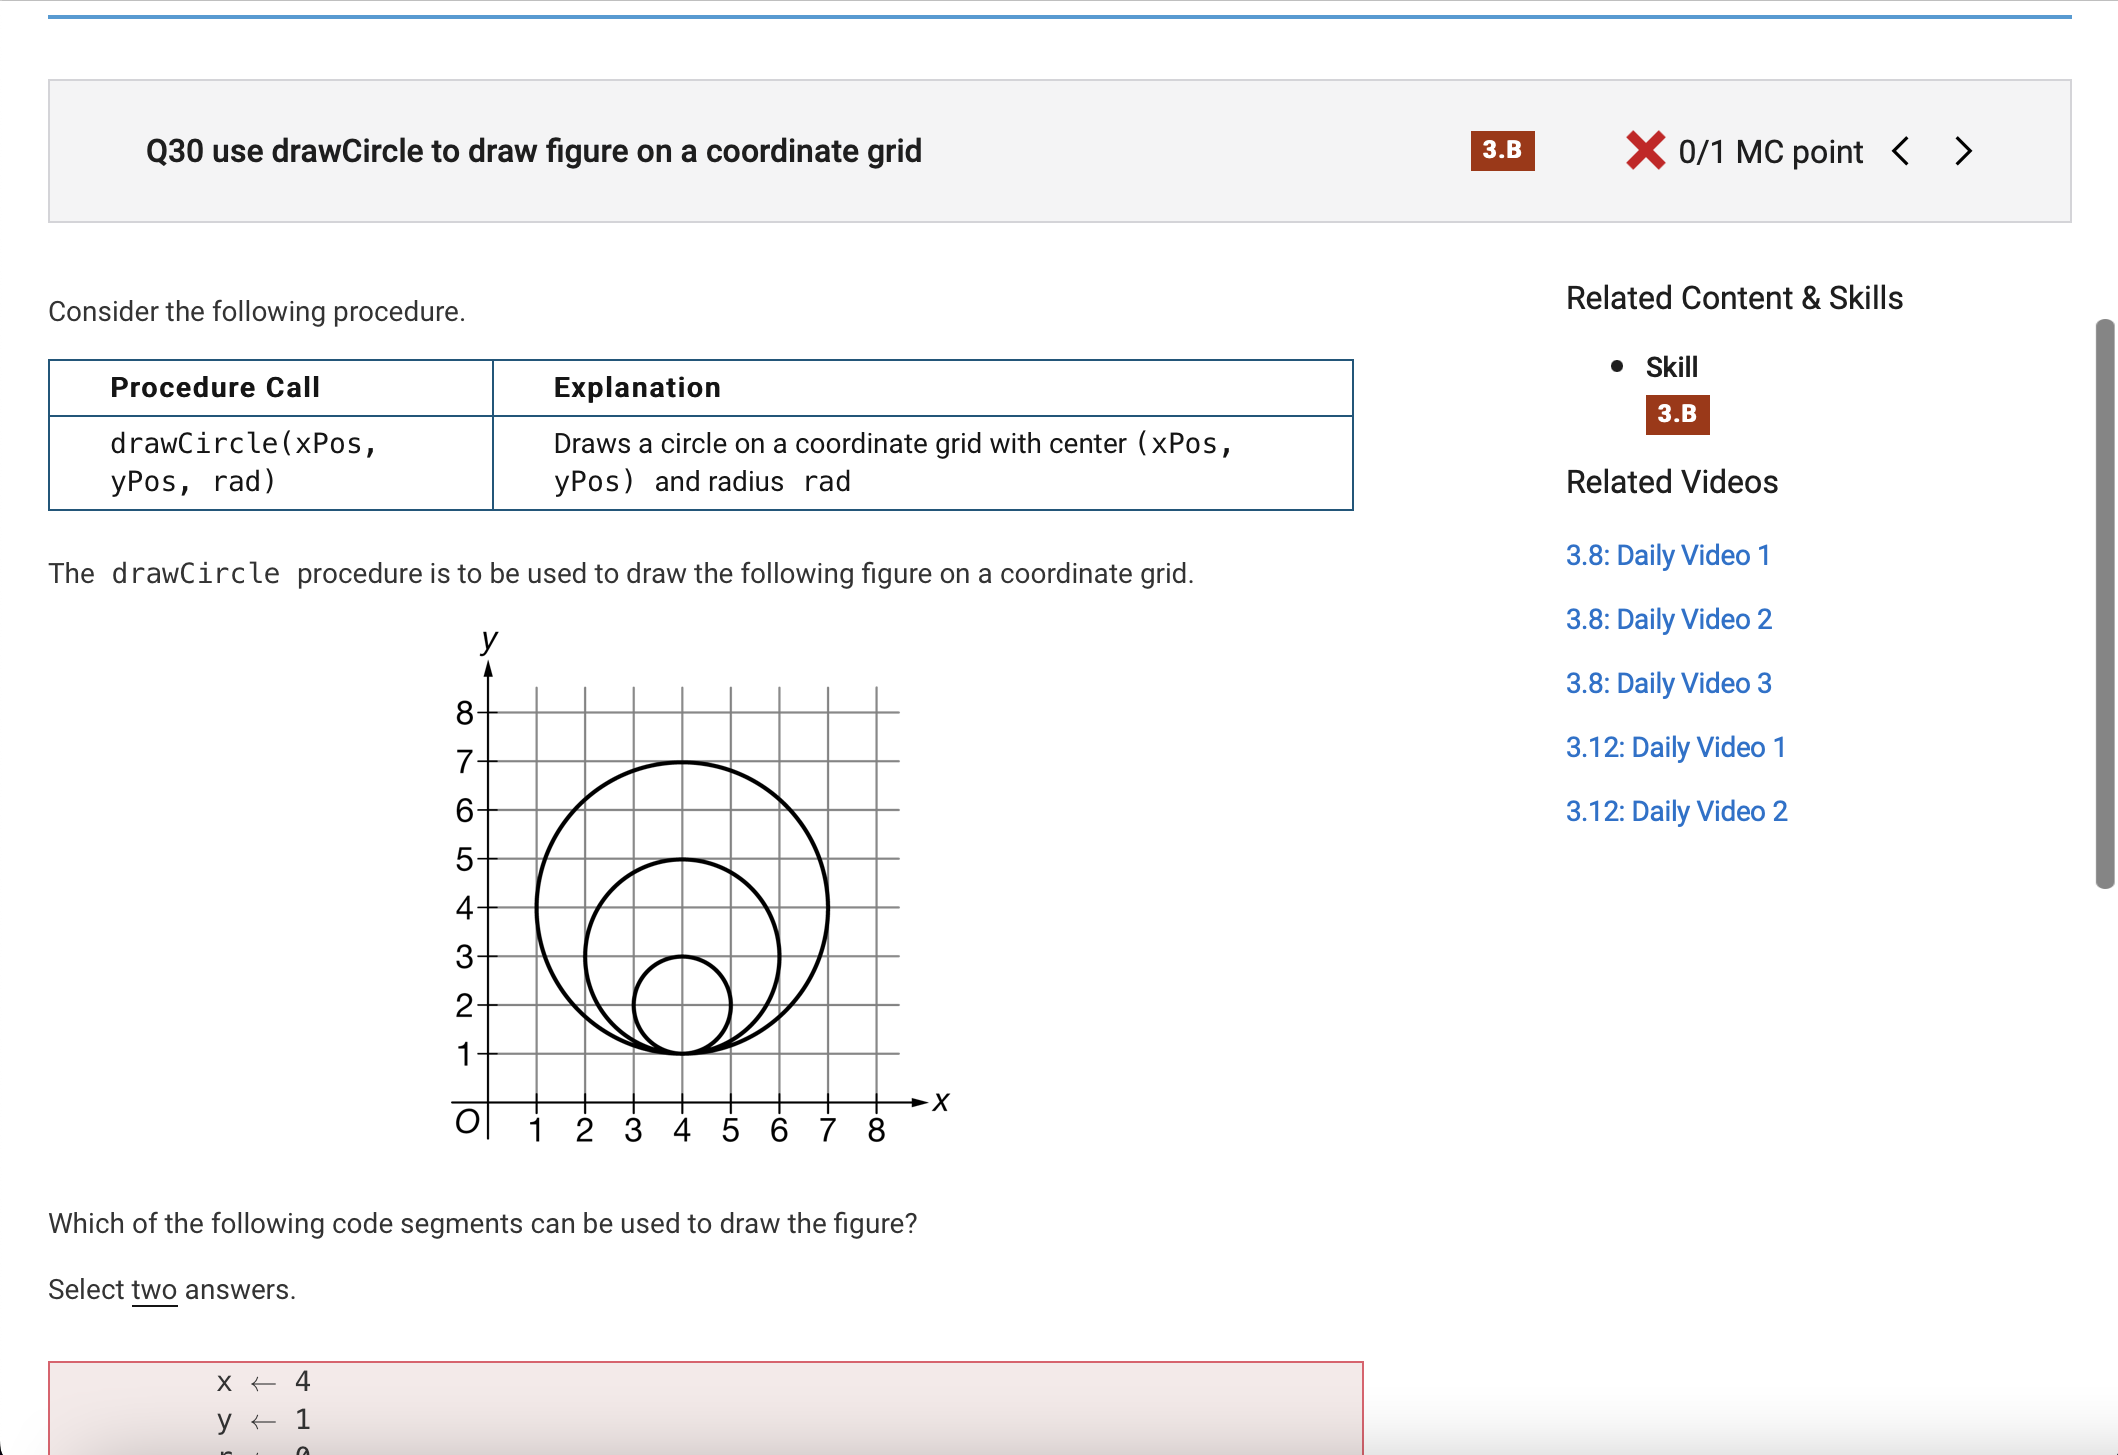 Q30 use drawCircle to draw figure on a coordinate grid
3.B
0/1 MC point
Consider the following procedure.
Procedure Call
Explanation
drawCircle(xPos,
yPos, rad)
Draws a circle on a coordinate grid with center (xPos,
yPos) and radius rad
The drawCircle procedure is to be used to draw the following figure on a coordinate grid.
y
8
7
6
5
4
3
2
1
O
1 2 3 4 5 6 7 8
x
Which of the following code segments can be used to draw the figure?
Select two answers.
x ← 4
y ← 1
Related Content & Skills
Skill
3.B
Related Videos
3.8: Daily Video 1
3.8: Daily Video 2
3.8: Daily Video 3
3.12: Daily Video 1
3.12: Daily Video 2